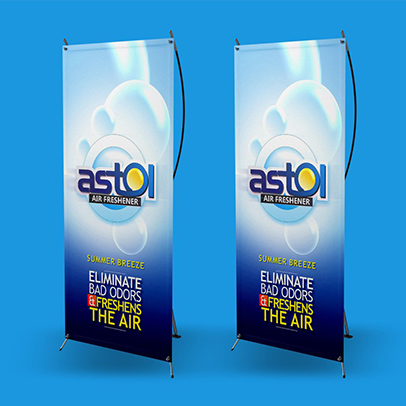 astol
AIR FRESHENER
SUMMER BREEZE
ELIMINATE
BAD ODORS
& FRESHENS
THE AIR
astol
AIR FRESHENER
SUMMER BREEZE
ELIMINATE
BAD ODORS
& FRESHENS
THE AIR